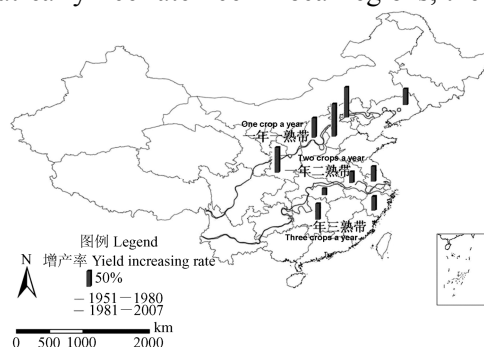 One crop a year
一年一熟带
Two crops a year
一年二熟带
一年三熟带
Three crops a year
图例 Legend
N
增产率 Yield increasing rate
50%
1951－1980
1981－2007
km
0 500 1000 2000